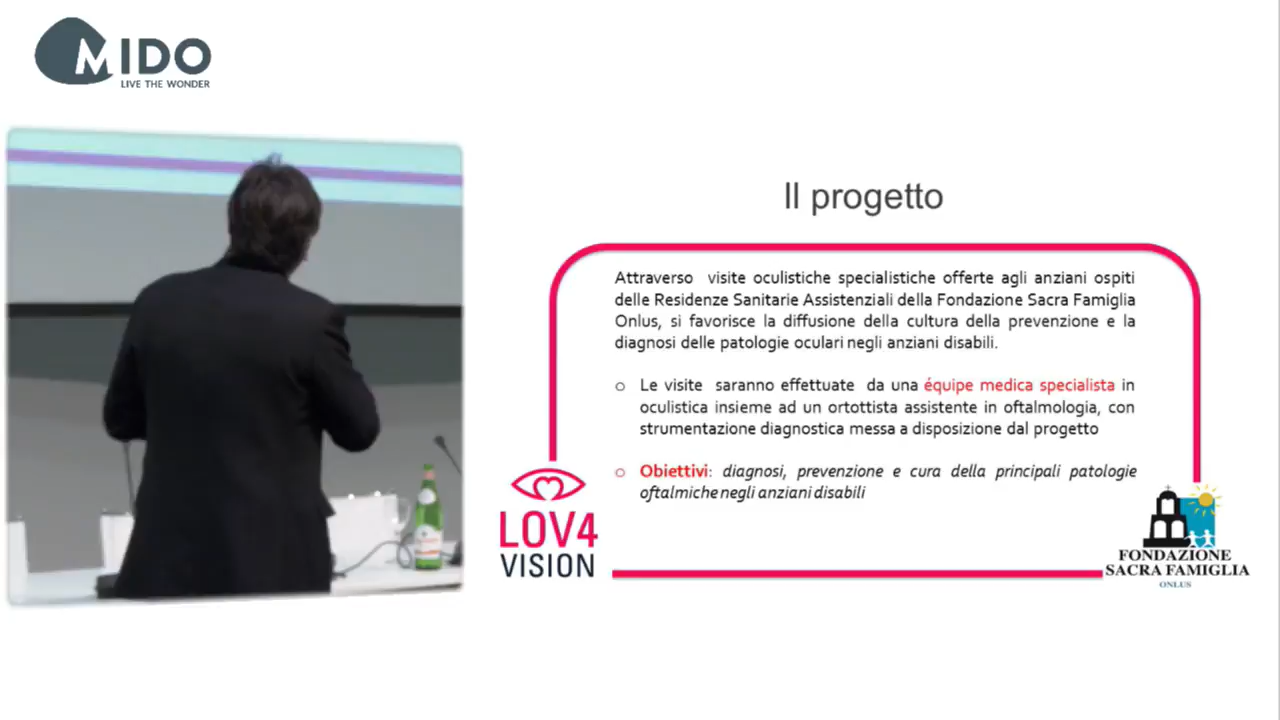 MIDO
LIVE THE WONDER
Il progetto
Attraverso visite oculistiche specialistiche offerte agli anziani ospiti
delle Residenze Sanitarie Assistenziali della Fondazione Sacra Famiglia
Onlus, si favorisce la diffusione della cultura della prevenzione e la
diagnosi delle patologie oculari negli anziani disabili.
o Le visite saranno effettuate da una équipe medica specialista in
oculistica insieme ad un ortottista assistente in oftalmologia, con
strumentazione diagnostica messa a disposizione dal progetto
o Obiettivi: diagnosi, prevenzione e cura della principali patologie
oftalmiche negli anziani disabili
LOV4
VISION
FONDAZIONE
SACRA FAMIGLIA
ONLUS